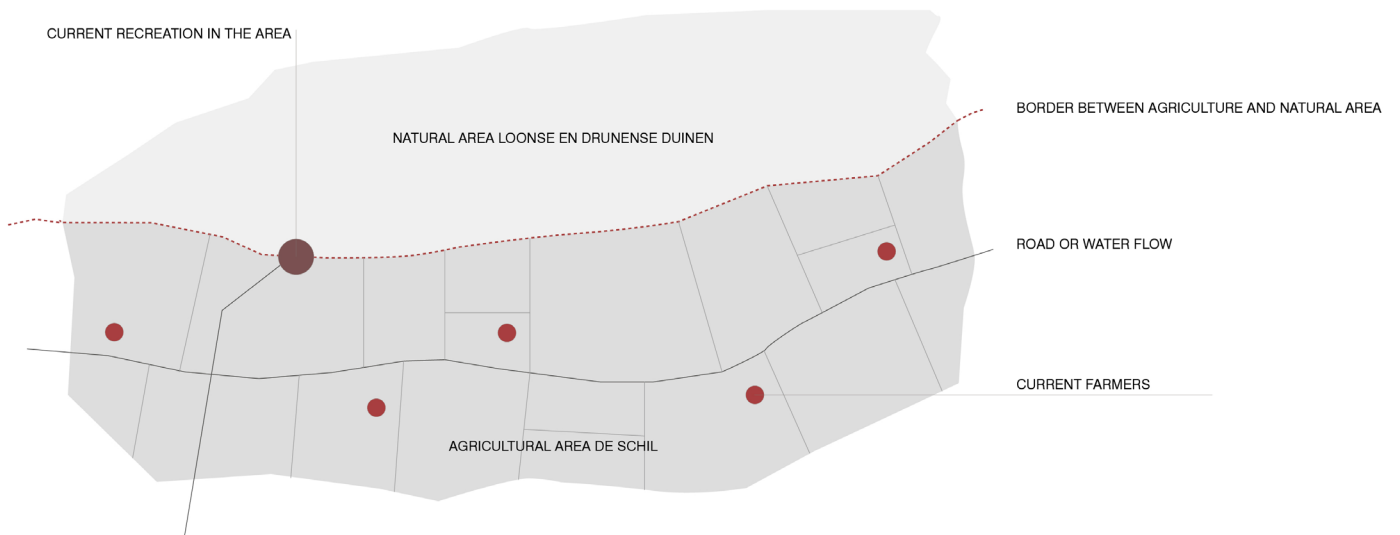 CURRENT RECREATION IN THE AREA
BORDER BETWEEN AGRICULTURE AND NATURAL AREA
NATURAL AREA LOONSE EN DRUNENSE DUINEN
ROAD OR WATER FLOW
CURRENT FARMERS
AGRICULTURAL AREA DE SCHIL